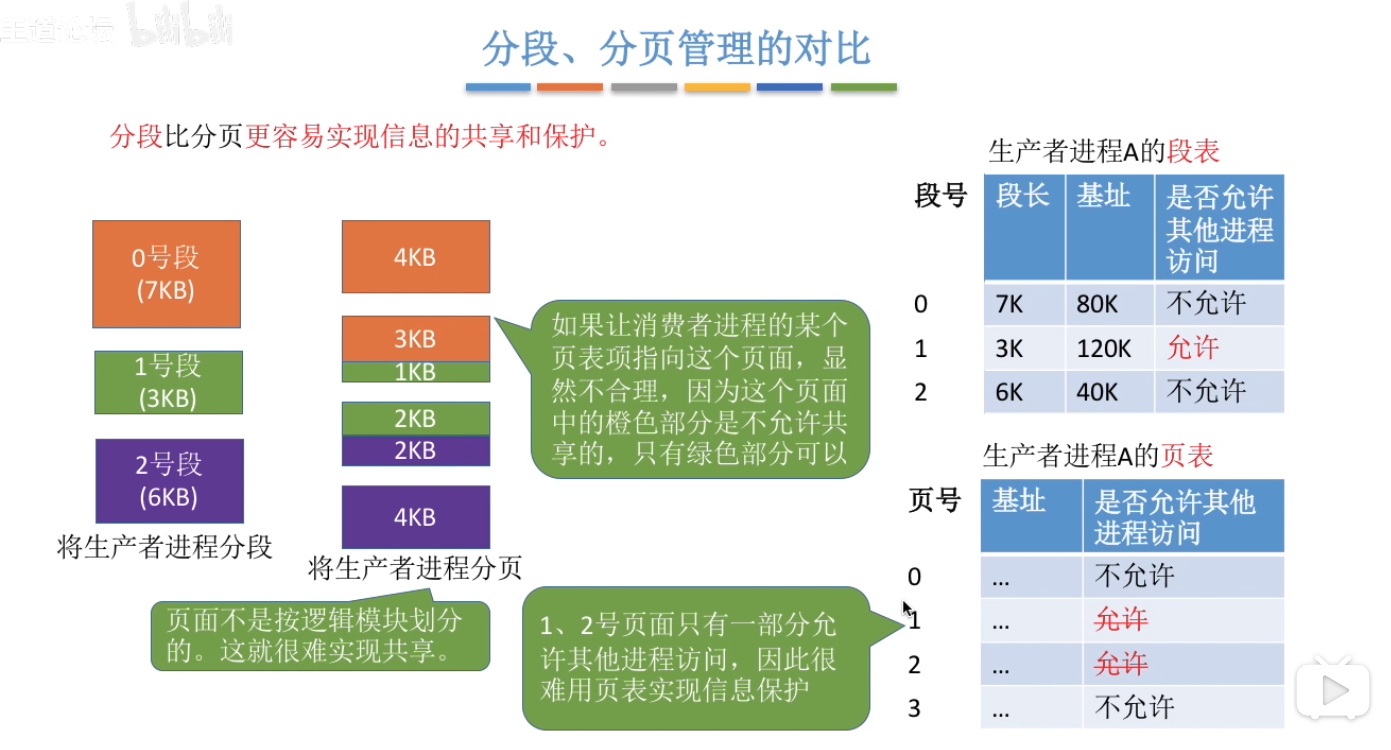 王道论坛 bilibili
分段、分页管理的对比
分段比分页更容易实现信息的共享和保护。
0号段
(7KB)
1号段
(3KB)
2号段
(6KB)
将生产者进程分段
4KB
3KB
1KB
2KB
2KB
4KB
将生产者进程分页
如果让消费者进程的某个
页表项指向这个页面，显
然不合理，因为这个页面
中的橙色部分是不允许共
享的，只有绿色部分可以
页面不是按逻辑模块划分
的。这就很难实现共享。
1、2号页面只有一部分允
许其他进程访问，因此很
难用页表实现信息保护
生产者进程A的段表
段号 段长 基址 是否允许
其他进程
访问
0 7K 80K 不允许
1 3K 120K 允许
2 6K 40K 不允许
生产者进程A的页表
页号 基址 是否允许其他
进程访问
0 ... 不允许
1 ... 允许
2 ... 允许
3 ... 不允许